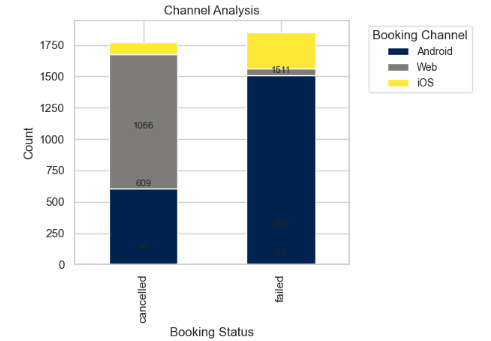 Channel Analysis
Booking Channel
Android
Web
iOS
Count
1750
1500
1250
1000
750
500
250
0
1066
609
1511
cancelled
failed
Booking Status